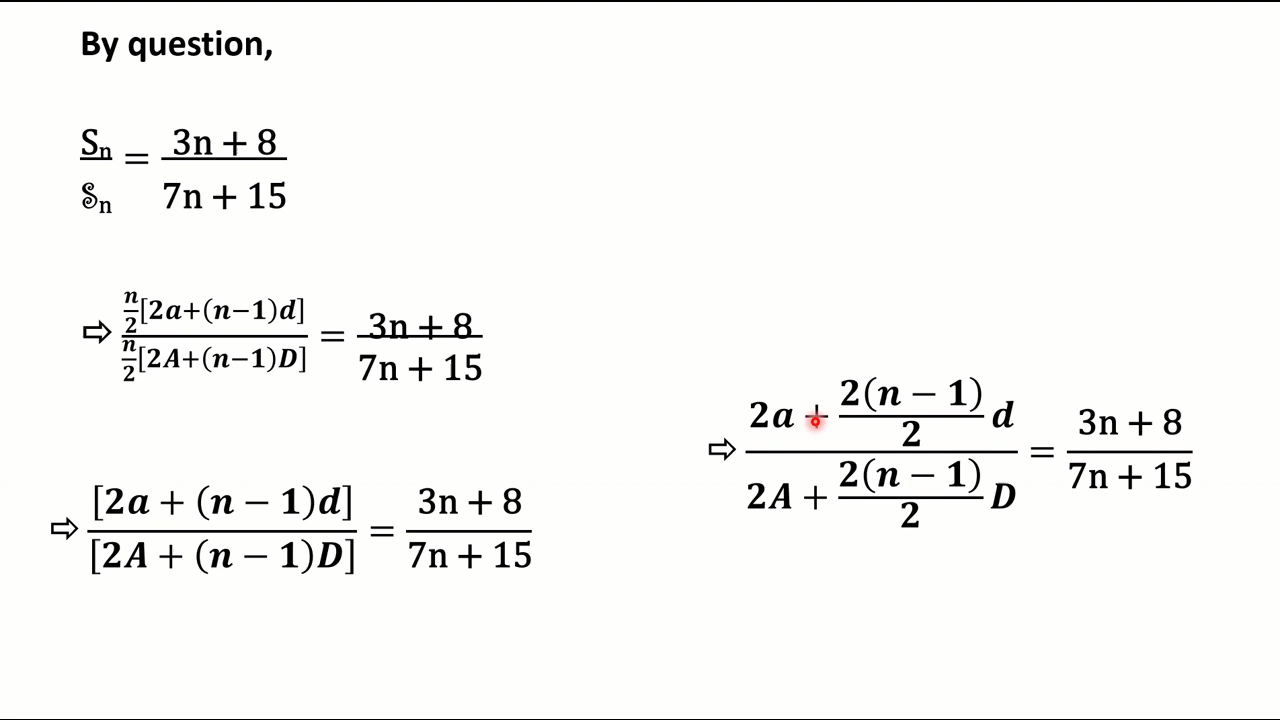 By question,
Sₙ/𝕊ₙ = (3n + 8)/(7n + 15)
⇨ (n/2[2a+(n−1)d])/(n/2[2A+(n−1)D]) = (3n + 8)/(7n + 15)
⇨ [2a + (n − 1)d]/[2A + (n − 1)D] = (3n + 8)/(7n + 15)
⇨ (2a + (2(n − 1)/2)d)/(2A + (2(n − 1)/2)D) = (3n + 8)/(7n + 15)